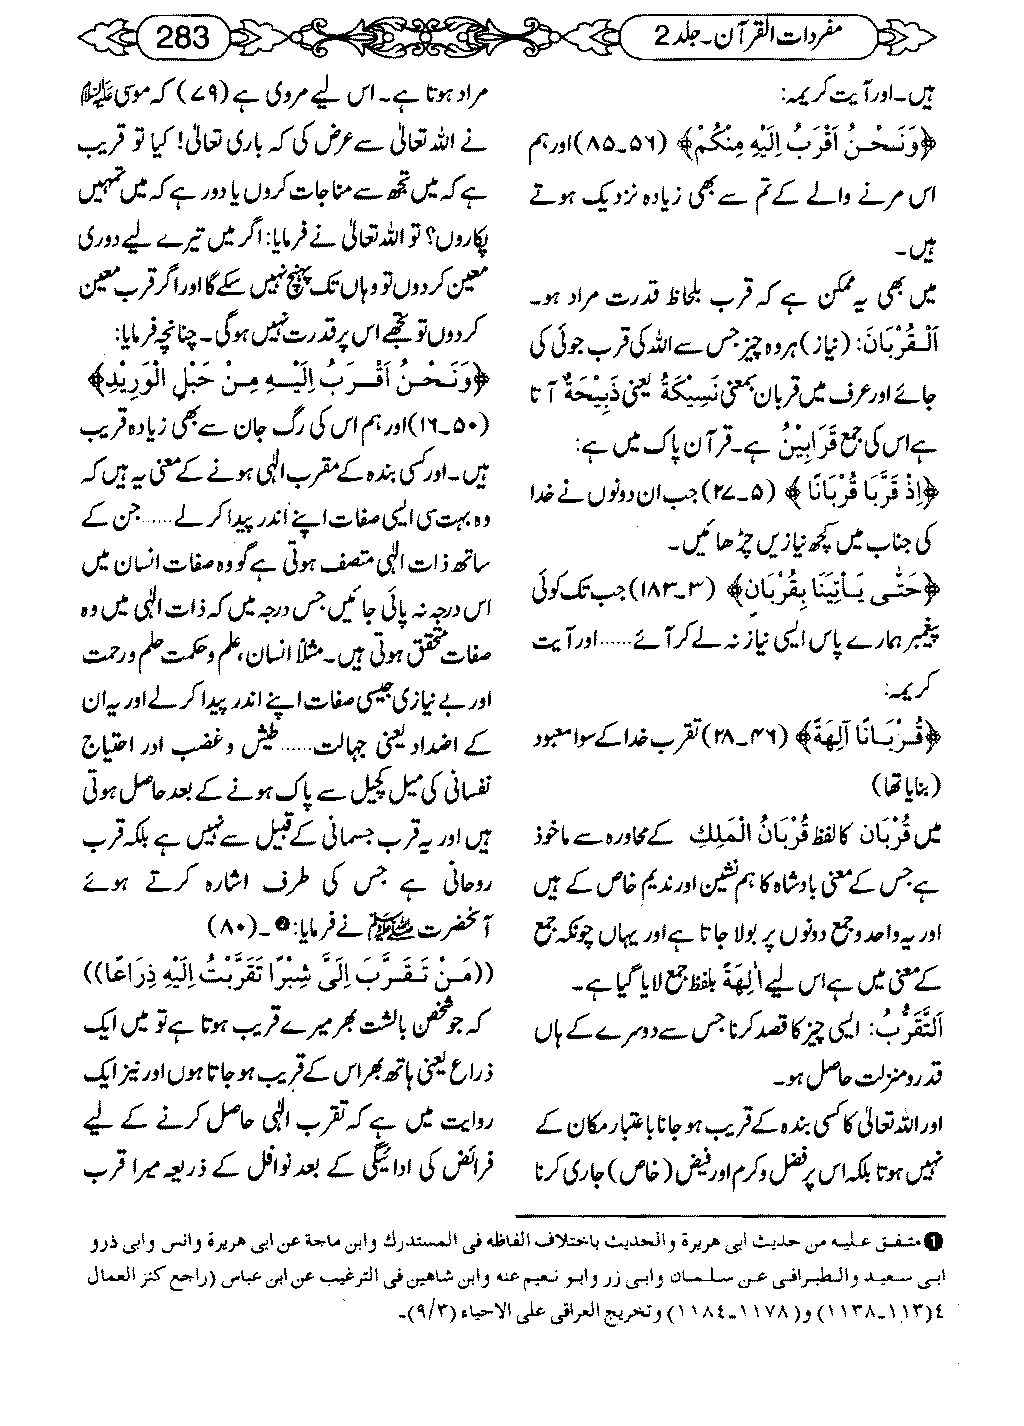 مفردات القرآن۔ جلد 2
283
ہیں۔ اور آیت کریمہ:
﴿وَنَحْنُ أَقْرَبُ إِلَيْهِ مِنْكُمْ﴾ (۵۶۔۸۵) اور ہم
اس مرنے والے کے تم سے بھی زیادہ نزدیک ہوتے
ہیں۔
میں بھی یہ ممکن ہے کہ قرب بلحاظ قدرت مراد ہو۔
اَلْقُرْبَانُ: (نیاز) ہر وہ چیز جس سے اللہ کی قرب جوئی کی
جائے اور عرف میں قربان بمعنی نَسِيْكَةٌ یعنی ذَبِيْحَةٌ آتا
ہے اس کی جمع قَرَابِيْنُ ہے۔ قرآن پاک میں ہے:
﴿إِذْ قَرَّبَا قُرْبَانًا﴾ (۵۔۲۷) جب ان دونوں نے خدا
کی جناب میں کچھ نیازیں چڑھائیں۔
﴿حَتَّى يَأْتِيَنَا بِقُرْبَانٍ﴾ (۳۔۱۸۳) جب تک کوئی
پیغمبر ہمارے پاس ایسی نیاز نہ لے کر آئے...... اور آیت
کریمہ:
﴿قُرْبَانًا آلِهَةً﴾ (۴۶۔۲۸) تقرب خدا کے سوا معبود
(بنایا تھا)
میں قُرْبَان کا لفظ قُرْبَانُ الْمَلِكِ کے محاورہ سے ماخوذ
ہے جس کے معنی بادشاہ کا ہم نشین اور ندیم خاص کے ہیں
اور یہ واحد و جمع دونوں پر بولا جاتا ہے اور یہاں چونکہ جمع
کے معنی میں ہے اس لیے اٰلِهَةً بلفظ جمع لایا گیا ہے۔
اَلتَّقَرُّبُ: ایسی چیز کا قصد کرنا جس سے دوسرے کے ہاں
قدر و منزلت حاصل ہو۔
اور اللہ تعالیٰ کا کسی بندہ کے قریب ہو جانا باعتبار مکان کے
نہیں ہوتا بلکہ اس پر فضل و کرم اور فیض (خاص) جاری کرنا
مراد ہوتا ہے۔ اس لیے مروی ہے (۷۹) کہ موسیٰ علیہ السلام
نے اللہ تعالیٰ سے عرض کی کہ باری تعالیٰ! کیا تو قریب
ہے کہ میں تجھ سے مناجات کروں یا دور ہے کہ میں تمہیں
پکاروں؟ تو اللہ تعالیٰ نے فرمایا: اگر میں تیرے لیے دوری
معین کر دوں تو وہاں تک پہنچ نہیں سکے گا اور اگر قرب معین
کر دوں تو تجھے اس پر قدرت نہیں ہوگی۔ چنانچہ فرمایا:
﴿وَنَحْنُ أَقْرَبُ إِلَيْهِ مِنْ حَبْلِ الْوَرِيْدِ﴾
(۵۰۔۱۶) اور ہم اس کی رگ جان سے بھی زیادہ قریب
ہیں۔ اور کسی بندہ کے مقرب الٰہی ہونے کے معنی یہ ہیں کہ
وہ بہت سی ایسی صفات اپنے اندر پیدا کر لے...... جن کے
ساتھ ذات الٰہی متصف ہوتی ہے گو وہ صفات انسان میں
اس درجہ نہ پائی جائیں جس درجہ میں کہ ذات الٰہی میں وہ
صفات متحقق ہوتی ہیں۔ مثلاً انسان، علم و حکمت حلم و رحمت
اور بے نیازی جیسی صفات اپنے اندر پیدا کر لے اور یہ ان
کے اضداد یعنی جہالت...... طیش و غضب اور احتیاج
نفسانی کی میل کچیل سے پاک ہونے کے بعد حاصل ہوتی
ہیں اور یہ قرب جسمانی کے قبیل سے نہیں ہے بلکہ قرب
روحانی ہے جس کی طرف اشارہ کرتے ہوئے
آنحضرت ﷺ نے فرمایا: ❶۔ (۸۰)
((مَنْ تَقَرَّبَ إِلَيَّ شِبْرًا تَقَرَّبْتُ إِلَيْهِ ذِرَاعًا))
کہ جو شخص بالشت بھر میرے قریب ہوتا ہے تو میں ایک
ذراع یعنی ہاتھ بھر اس کے قریب ہو جاتا ہوں اور نیز ایک
روایت میں ہے کہ تقرب الٰہی حاصل کرنے کے لیے
فرائض کی ادائیگی کے بعد نوافل کے ذریعہ میرا قرب
❶ متفق علیه من حدیث ابی هریرة والحدیث باختلاف الفاظه فی المستدرك وابن ماجة عن ابی هریرة وانس وابی ذرو
ابی سعید والطبرانی عن سلمان وابی زر وابو نعیم عنه وابن شاهین فی الترغیب عن ابن عباس (راجع کنز العمال
٤ (١١٣ـ١١٣٨) و (١١٧٨ـ١١٨٤) وتخریج العراقی علی الاحیاء (٩/٣)۔